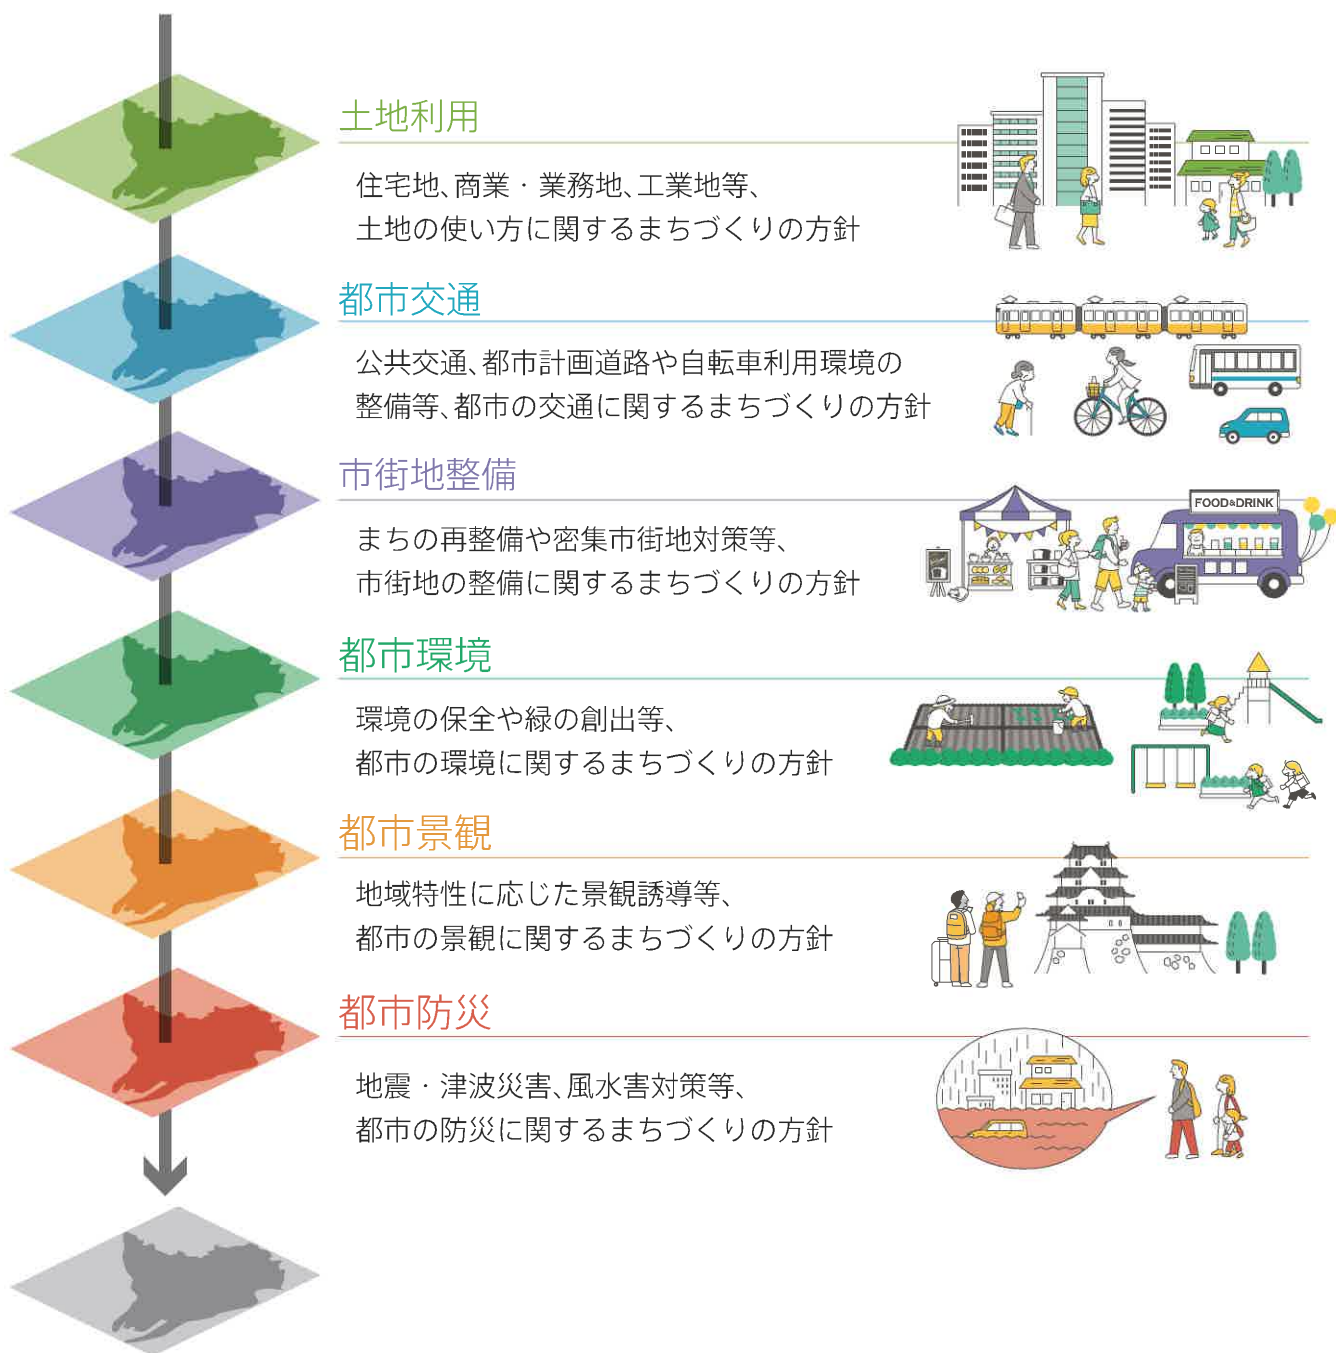 土地利用
住宅地、商業・業務地、工業地等、
土地の使い方に関するまちづくりの方針
都市交通
公共交通、都市計画道路や自転車利用環境の
整備等、都市の交通に関するまちづくりの方針
市街地整備
FOOD&DRINK
まちの再整備や密集市街地対策等、
市街地の整備に関するまちづくりの方針
都市環境
環境の保全や緑の創出等、
都市の環境に関するまちづくりの方針
都市景観
地域特性に応じた景観誘導等、
都市の景観に関するまちづくりの方針
都市防災
地震・津波災害、風水害対策等、
都市の防災に関するまちづくりの方針